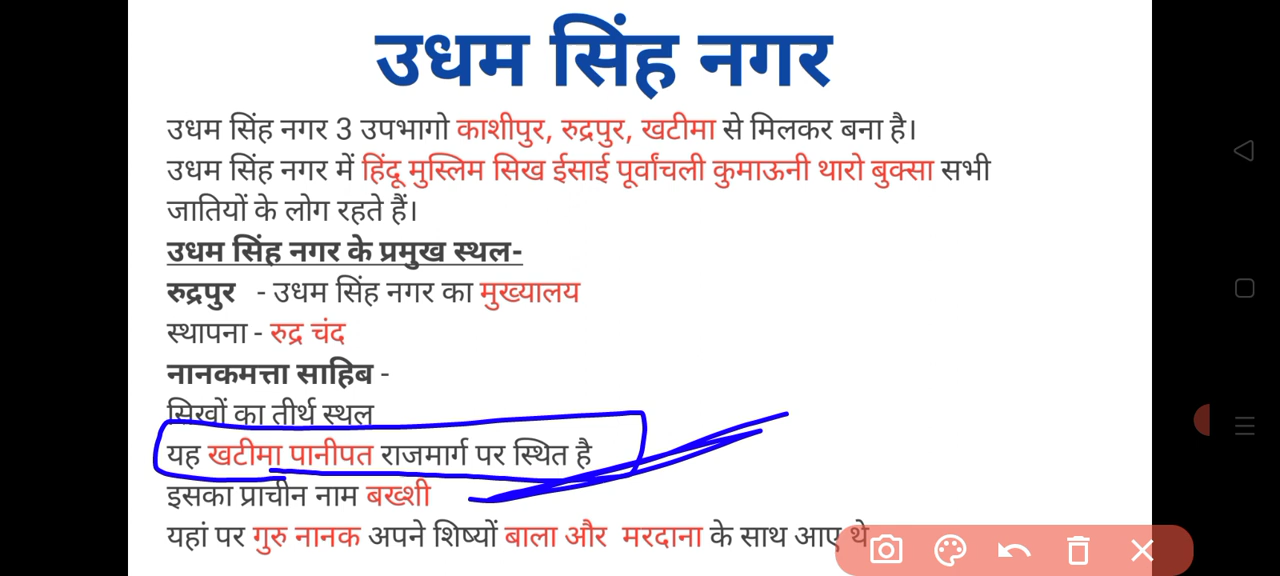 उधम सिंह नगर
उधम सिंह नगर 3 उपभागो काशीपुर, रुद्रपुर, खटीमा से मिलकर बना है।
उधम सिंह नगर में हिंदू मुस्लिम सिख ईसाई पूर्वांचली कुमाऊनी थारो बुक्सा सभी
जातियों के लोग रहते हैं।
उधम सिंह नगर के प्रमुख स्थल-
रुद्रपुर - उधम सिंह नगर का मुख्यालय
स्थापना - रुद्र चंद
नानकमत्ता साहिब -
सिखों का तीर्थ स्थल
यह खटीमा पानीपत राजमार्ग पर स्थित है
इसका प्राचीन नाम बख्शी
यहां पर गुरु नानक अपने शिष्यों बाला और मरदाना के साथ आए थे